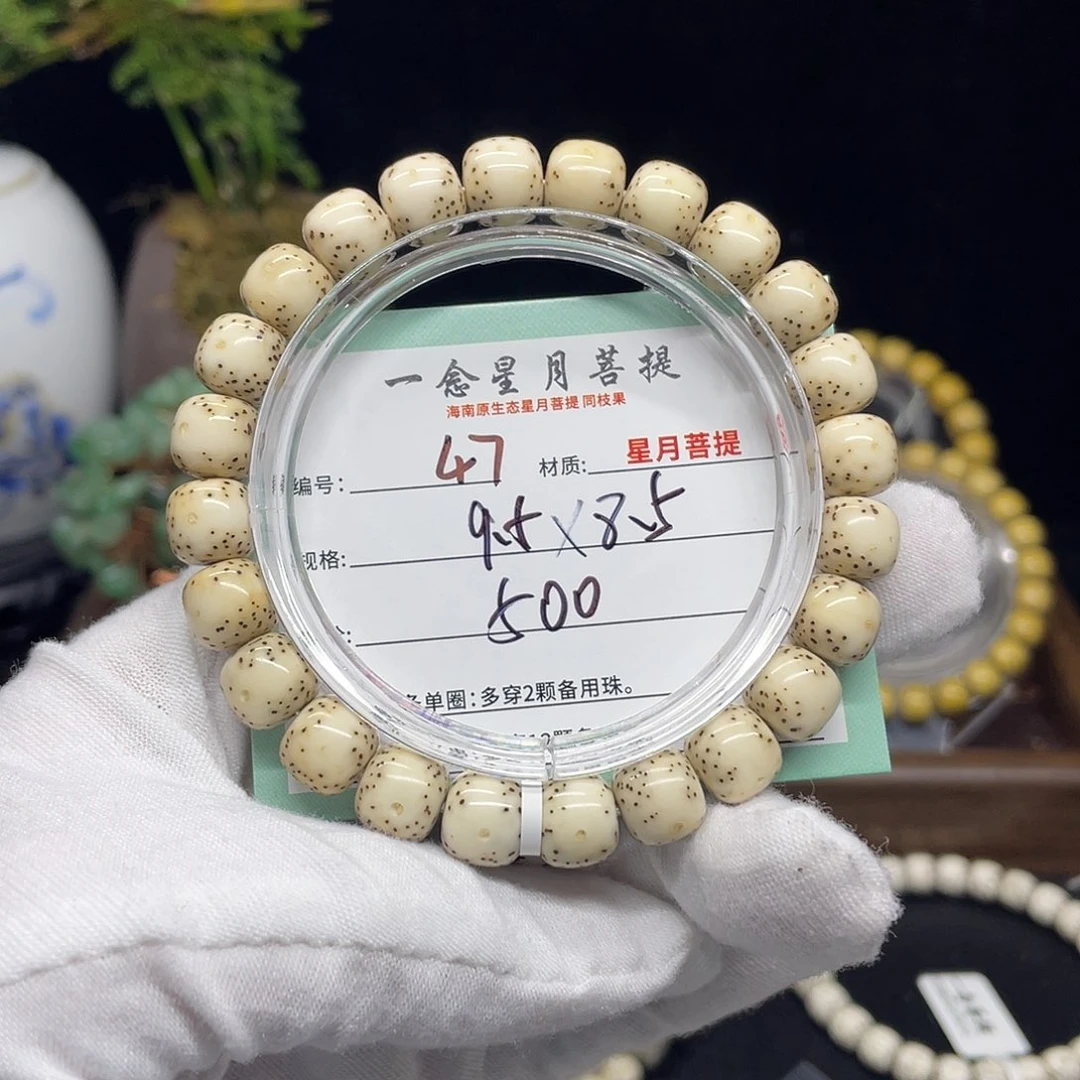 一念星月菩提
海南原生态星月菩提 同枝果
编号: 47 材质: 星月菩提
规格: 9.5×8.5
500
单圈:多穿2颗备用珠。